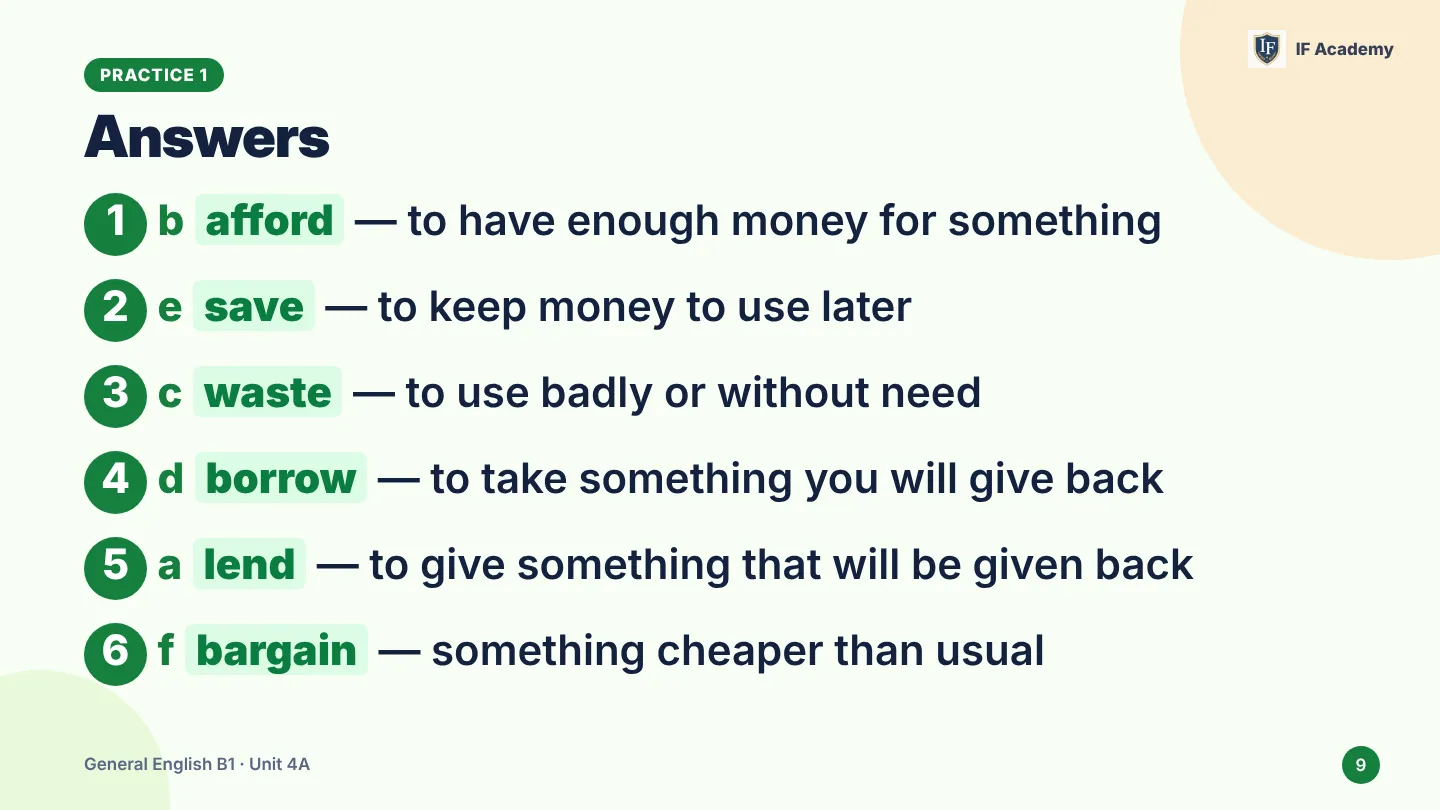 IF Academy
PRACTICE 1
Answers
1 b afford — to have enough money for something
2 e save — to keep money to use later
3 c waste — to use badly or without need
4 d borrow — to take something you will give back
5 a lend — to give something that will be given back
6 f bargain — something cheaper than usual
General English B1 · Unit 4A
9